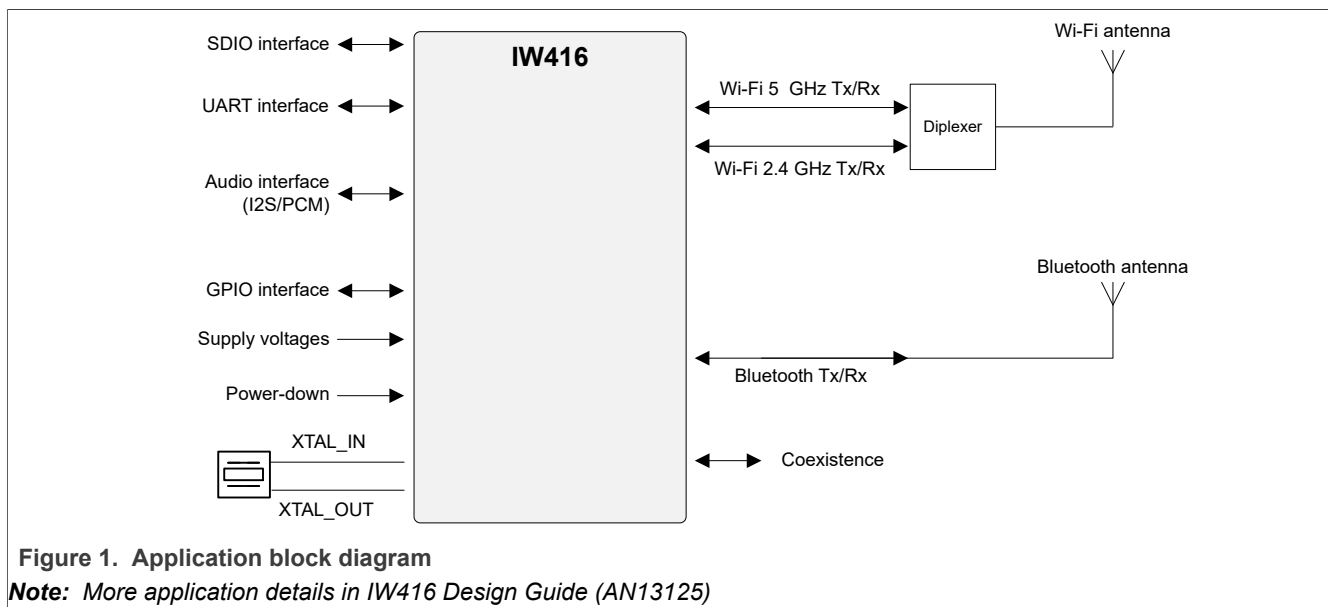 SDIO interface
UART interface
Audio interface
(I2S/PCM)
GPIO interface
Supply voltages
Power-down
XTAL_IN
XTAL_OUT
IW416
Wi-Fi 5 GHz Tx/Rx
Wi-Fi 2.4 GHz Tx/Rx
Diplexer
Wi-Fi antenna
Bluetooth antenna
Bluetooth Tx/Rx
Coexistence
Figure 1. Application block diagram
Note: More application details in IW416 Design Guide (AN13125)